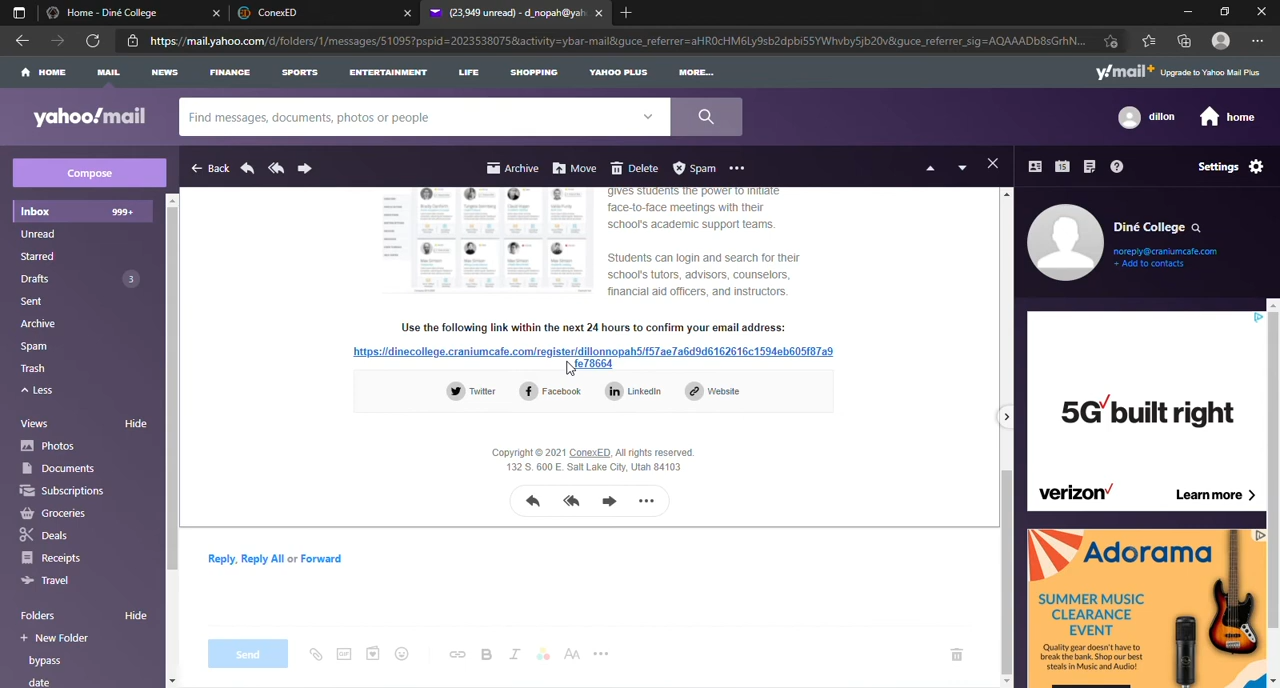 Home - Diné College
ConexED
(23,949 unread) - d_nopah@yah
https://mail.yahoo.com/d/folders/1/messages/51095?pspid=2023538075&activity=ybar-mail&guce_referrer=aHR0cHM6Ly9sb2dpbi55YWhvby5jb20v&guce_referrer_sig=AQAAADb8sGrhN...
HOME MAIL NEWS FINANCE SPORTS ENTERTAINMENT LIFE SHOPPING YAHOO PLUS MORE...
y!mail+ Upgrade to Yahoo Mail Plus
yahoo!mail
Find messages, documents, photos or people
dillon
home
Compose
Back
Archive Move Delete Spam
15
Settings
Inbox 999+
Unread
Starred
Drafts 3
Sent
Archive
Spam
Trash
Less
Views Hide
Photos
Documents
Subscriptions
Groceries
Deals
Receipts
Travel
Folders Hide
+ New Folder
bypass
date
gives students the power to initiate
face-to-face meetings with their
school's academic support teams.
Students can login and search for their
school's tutors, advisors, counselors,
financial aid officers, and instructors.
Use the following link within the next 24 hours to confirm your email address:
https://dinecollege.craniumcafe.com/register/dillonnopah5/f57ae7a6d9d6162616c1594eb605f87a9
fe78664
Twitter Facebook LinkedIn Website
Copyright © 2021 ConexED, All rights reserved.
132 S. 600 E. Salt Lake City, Utah 84103
Reply, Reply All or Forward
Send
GIF
B I AA
Diné College
noreply@craniumcafe.com
+ Add to contacts
5G built right
verizon
Learn more
Adorama
SUMMER MUSIC
CLEARANCE
EVENT
Quality gear doesn't have to
break the bank. Shop our best
steals in Music and Audio!